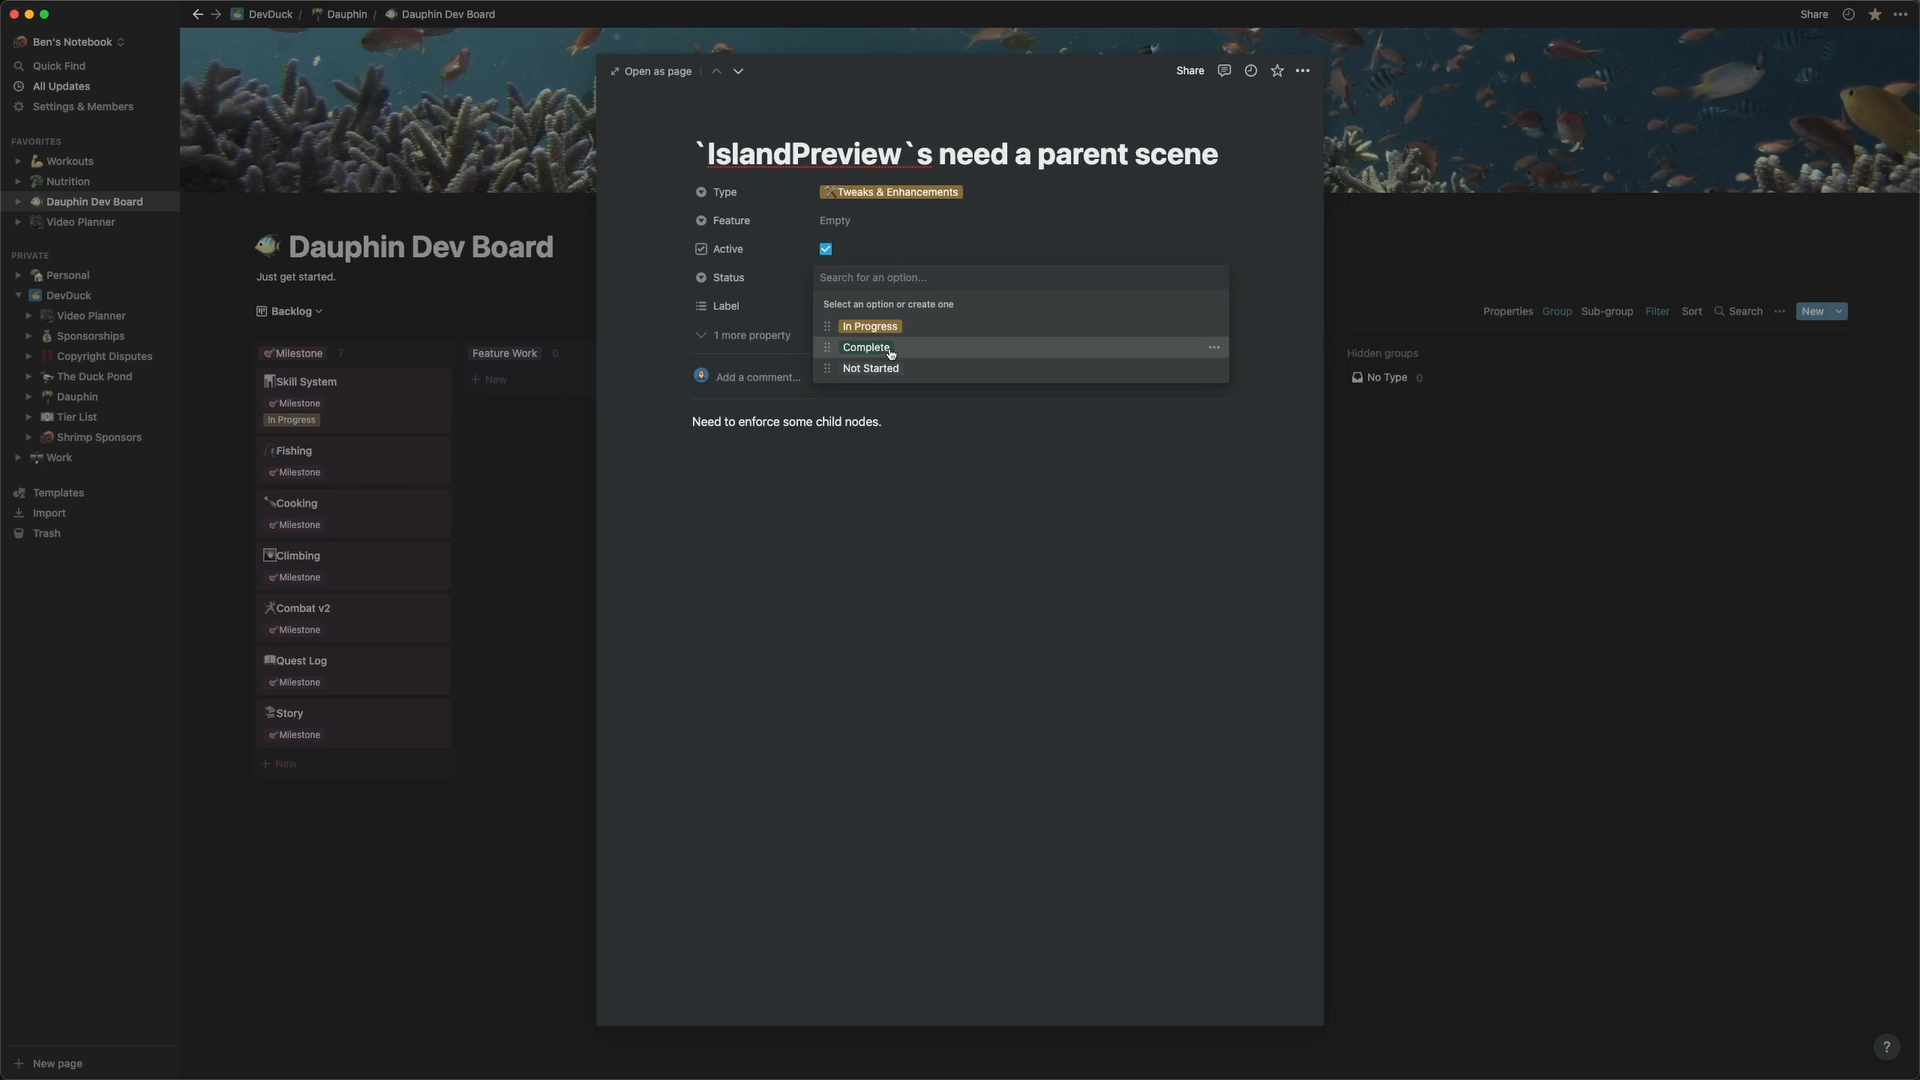 DevDuck / Dauphin / Dauphin Dev Board
Share
Ben's Notebook
Quick Find
All Updates
Settings & Members
FAVORITES
Workouts
Nutrition
Dauphin Dev Board
Video Planner
PRIVATE
Personal
DevDuck
Video Planner
Sponsorships
Copyright Disputes
The Duck Pond
Dauphin
Tier List
Shrimp Sponsors
Work
Templates
Import
Trash
New page
Dauphin Dev Board
Just get started.
Backlog
Properties Group Sub-group Filter Sort Search New
Milestone 7
Skill System
Milestone
In Progress
Fishing
Milestone
Cooking
Milestone
Climbing
Milestone
Combat v2
Milestone
Quest Log
Milestone
Story
Milestone
+ New
Feature Work 0
+ New
Hidden groups
No Type 0
Open as page
Share
`IslandPreview`s need a parent scene
Type Tweaks & Enhancements
Feature Empty
Active
Status Search for an option...
Select an option or create one
In Progress
Complete
Not Started
Label
1 more property
Add a comment...
Need to enforce some child nodes.
?